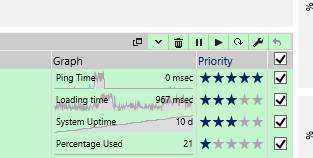 %
Graph Priority
Ping Time 0 msec
Loading time 967 msec
System Uptime 10 d
Percentage Used 21
%